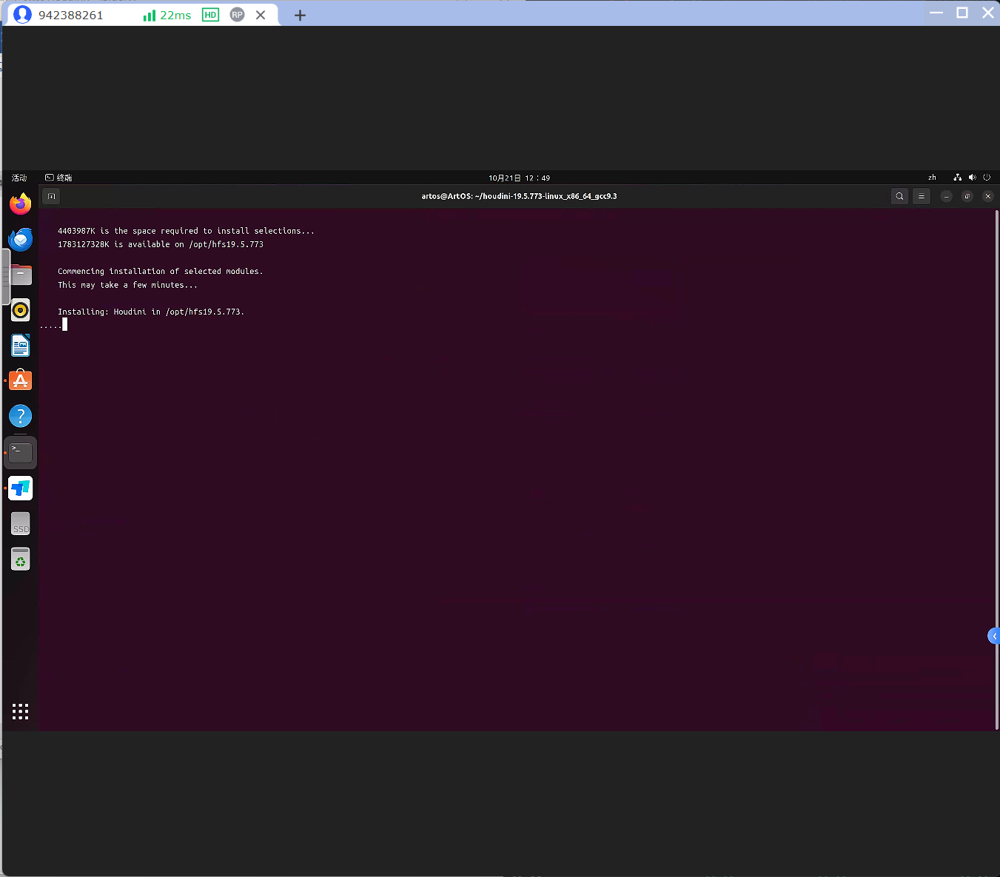 942388261 22ms HD RP
活动 终端 10月21日 12：49 zh
artos@ArtOS: ~/houdini-19.5.773-linux_x86_64_gcc9.3
4403987K is the space required to install selections...
1783127328K is available on /opt/hfs19.5.773
Commencing installation of selected modules.
This may take a few minutes...
Installing: Houdini in /opt/hfs19.5.773.
.....
SSD